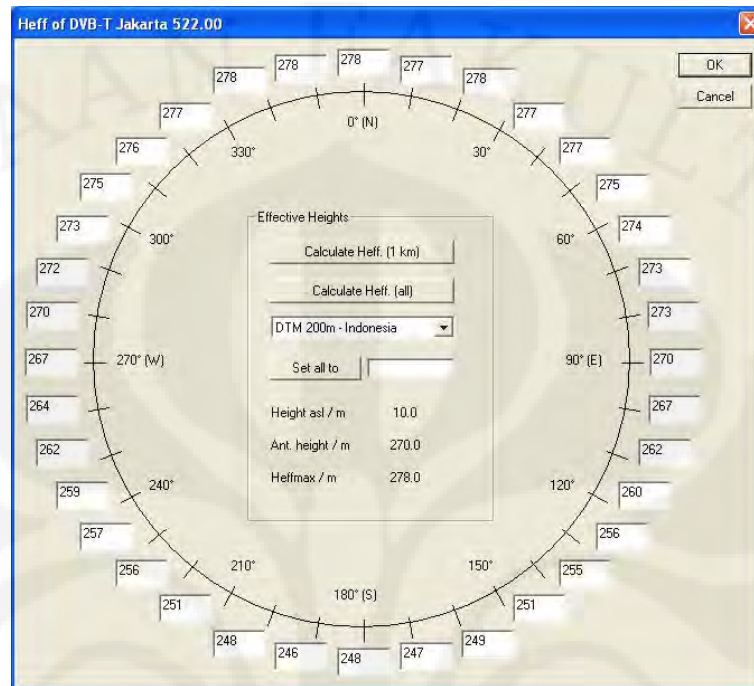 Heff of DVB-T Jakarta 522.00
278
278 277
278 278
OK
277 277
Cancel
0° (N)
276 277
330° 30°
275 275
273 274
Effective Heights
300° 60°
Calculate Heff. (1 km)
272 273
Calculate Heff. (all)
270 273
DTM 200m - Indonesia
267 270° (W) 90° (E) 270
Set all to
264 267
Height asl / m 10.0
Ant. height / m 270.0
262 262
Heffmax / m 278.0
240° 120°
259 260
257 256
210° 150°
256 255
180° (S)
251 251
248 249
246 247
248